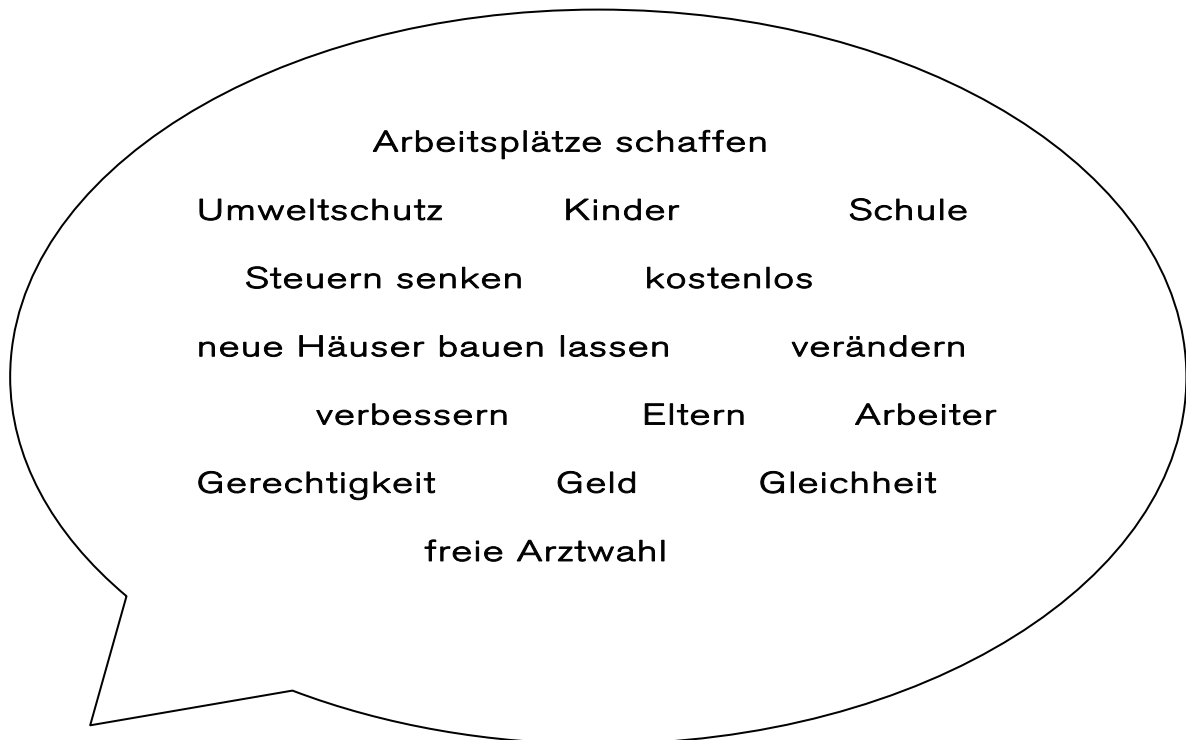 Arbeitsplätze schaffen
Umweltschutz Kinder Schule
Steuern senken kostenlos
neue Häuser bauen lassen verändern
verbessern Eltern Arbeiter
Gerechtigkeit Geld Gleichheit
freie Arztwahl